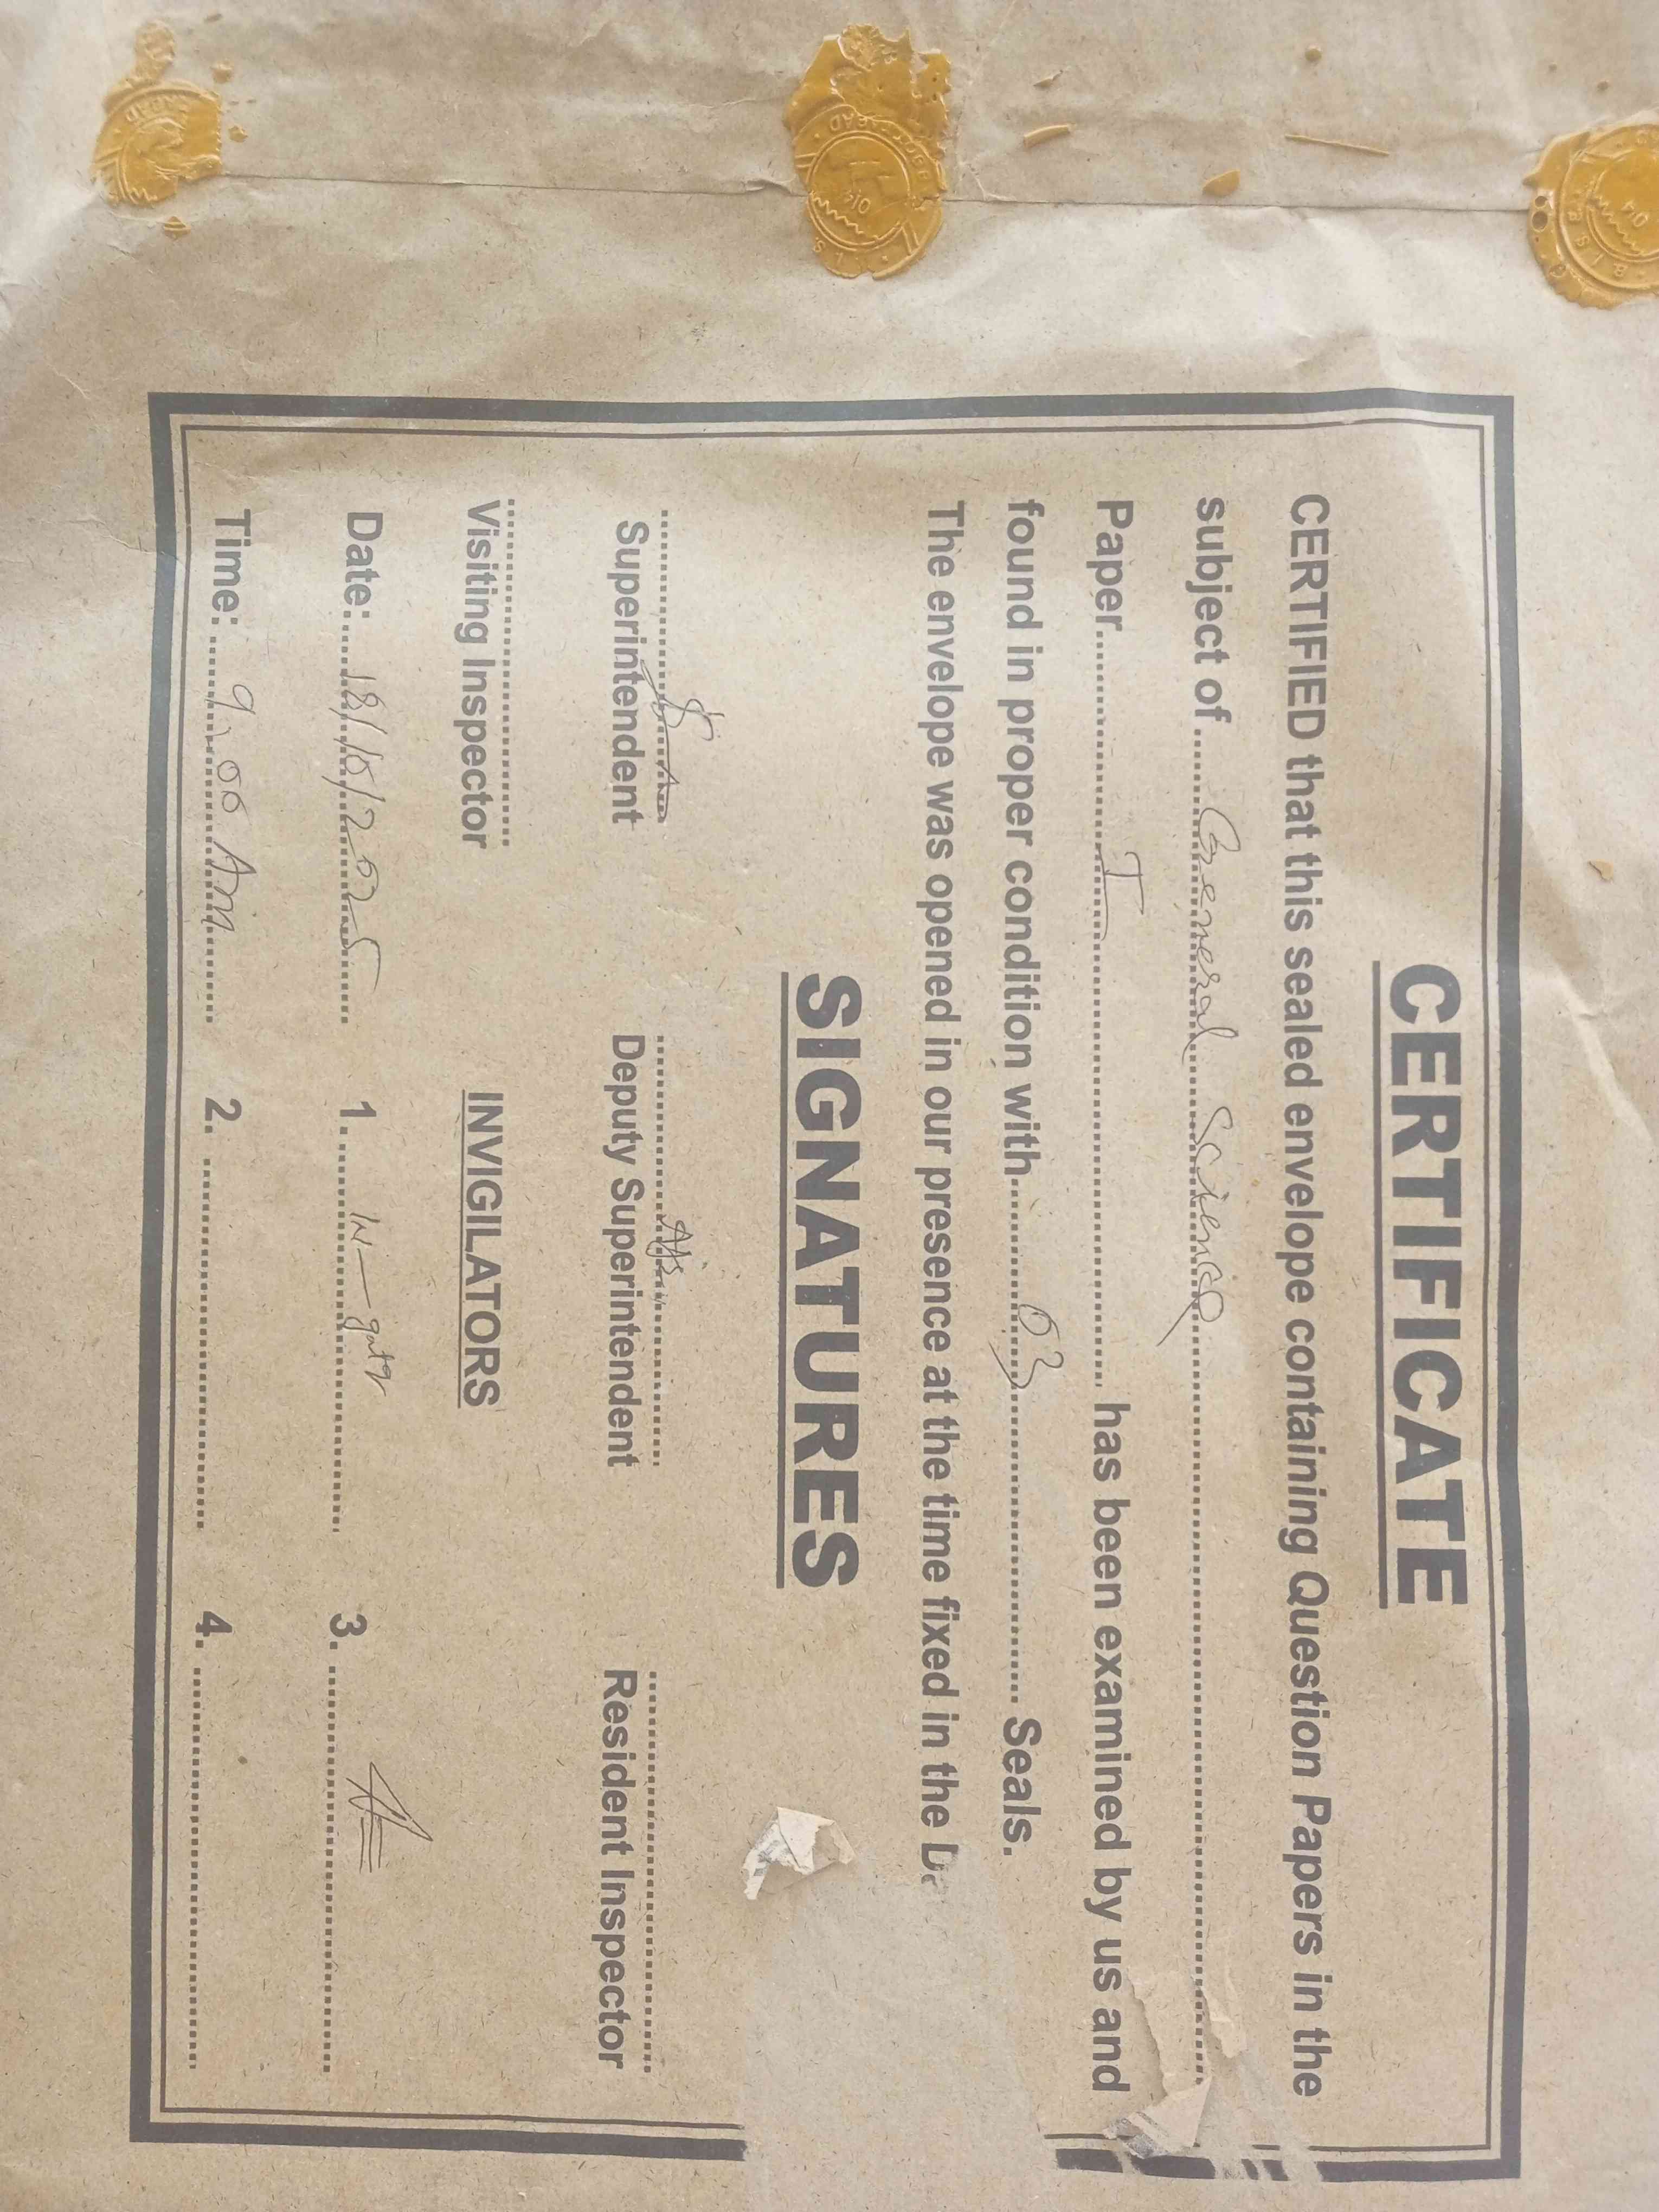 CERTIFICATE
CERTIFIED that this sealed envelope containing Question Papers in the
subject of General Science
Paper I has been examined by us and
found in proper condition with 03 Seals.
The envelope was opened in our presence at the time fixed in the
SIGNATURES
Superintendent Deputy Superintendent Resident Inspector
Visiting Inspector INVIGILATORS
Date: 18/10/2025 1. 3.
Time: 9:00 Am 2. 4.